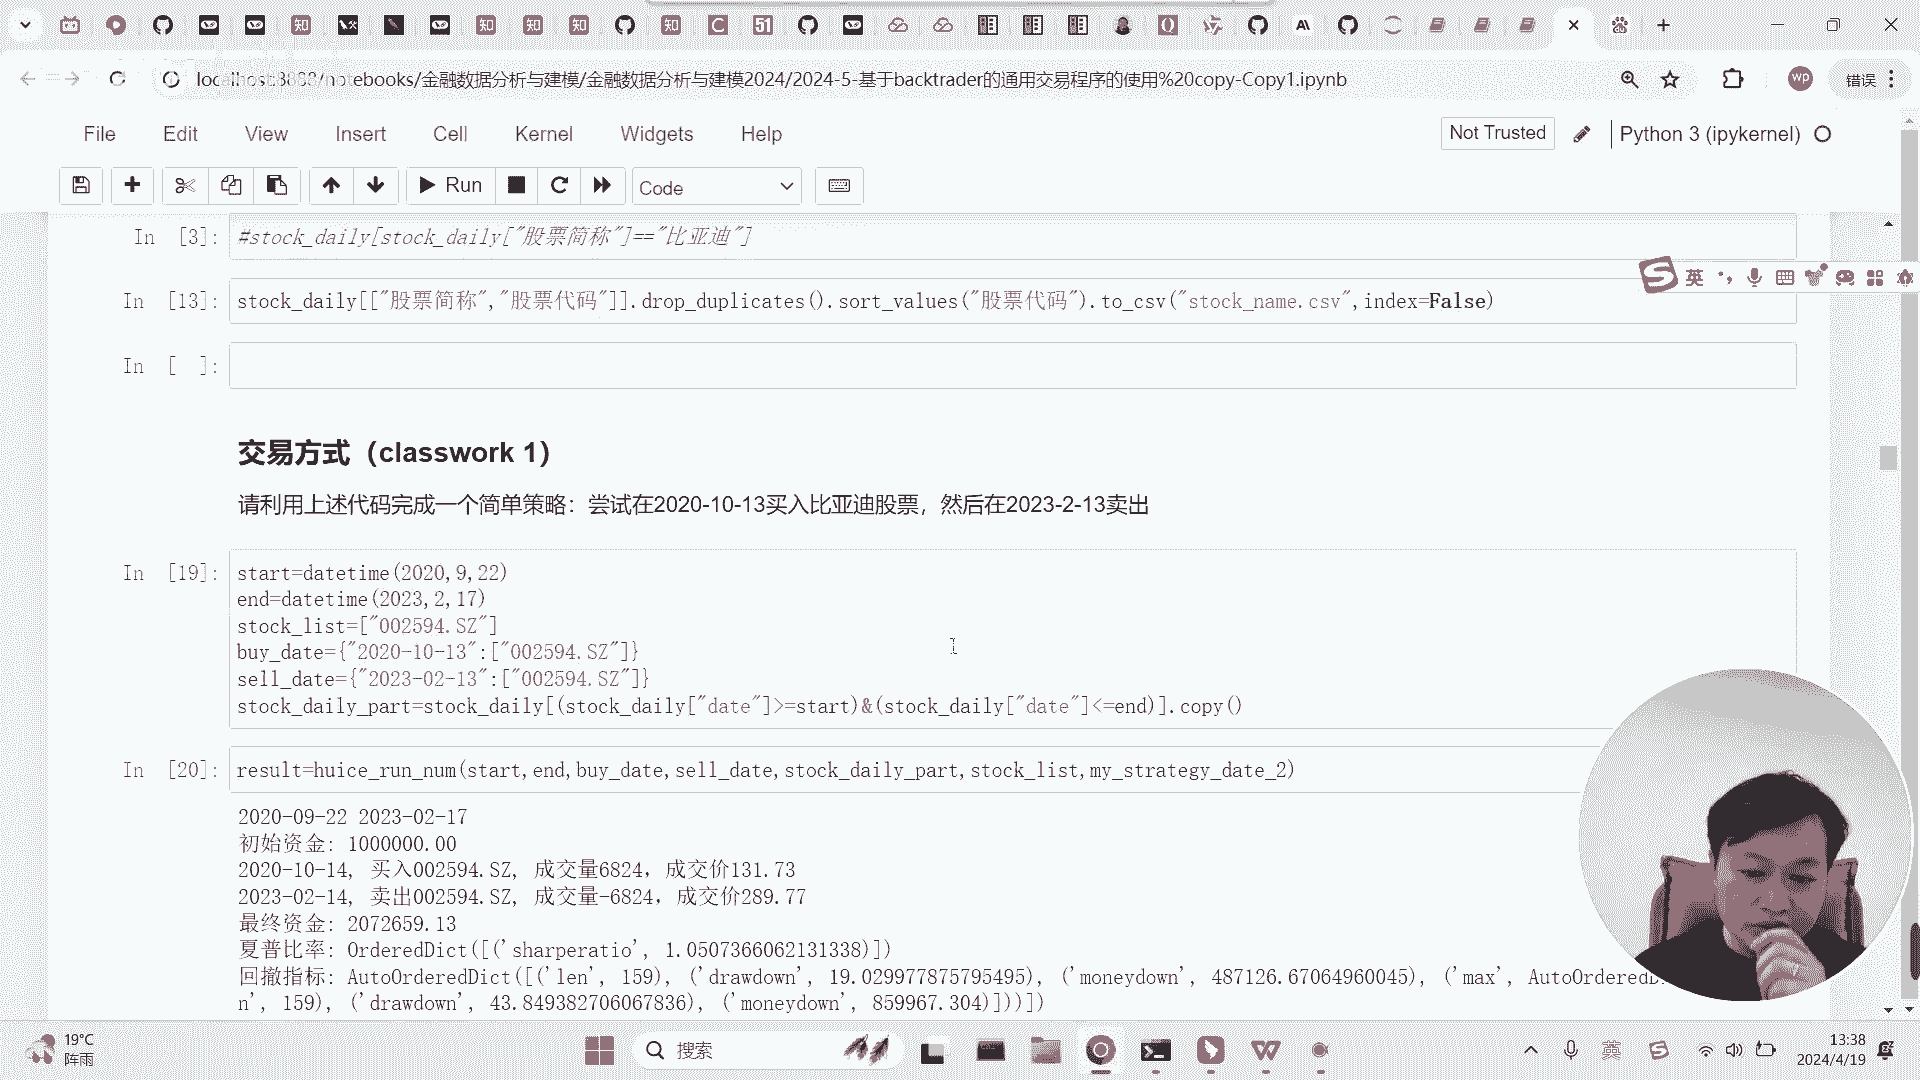 localhost:8888/notebooks/金融数据分析与建模/金融数据分析与建模2024/2024-5-基于backtrader的通用交易程序的使用%20copy-Copy1.ipynb
wp
错误
File Edit View Insert Cell Kernel Widgets Help
Not Trusted
Python 3 (ipykernel)
Run
Code
In [3]: #stock_daily[stock_daily["股票简称"]=="比亚迪"]
英
In [13]: stock_daily[["股票简称","股票代码"]].drop_duplicates().sort_values("股票代码").to_csv("stock_name.csv",index=False)
In [ ]:
交易方式（classwork 1）
请利用上述代码完成一个简单策略：尝试在2020-10-13买入比亚迪股票，然后在2023-2-13卖出
In [19]: start=datetime(2020,9,22)
end=datetime(2023,2,17)
stock_list=["002594.SZ"]
buy_date={"2020-10-13":["002594.SZ"]}
sell_date={"2023-02-13":["002594.SZ"]}
stock_daily_part=stock_daily[(stock_daily["date"]>=start)&(stock_daily["date"]<=end)].copy()
In [20]: result=huice_run_num(start,end,buy_date,sell_date,stock_daily_part,stock_list,my_strategy_date_2)
2020-09-22 2023-02-17
初始资金: 1000000.00
2020-10-14, 买入002594.SZ, 成交量6824，成交价131.73
2023-02-14, 卖出002594.SZ, 成交量-6824，成交价289.77
最终资金: 2072659.13
夏普比率: OrderedDict([('sharperatio', 1.0507366062131338)])
回撤指标: AutoOrderedDict([('len', 159), ('drawdown', 19.029977875795495), ('moneydown', 487126.67064960045), ('max', AutoOrderedD
n', 159), ('drawdown', 43.849382706067836), ('moneydown', 859967.304)]))])
19°C
阵雨
搜索
英
13:38
2024/4/19